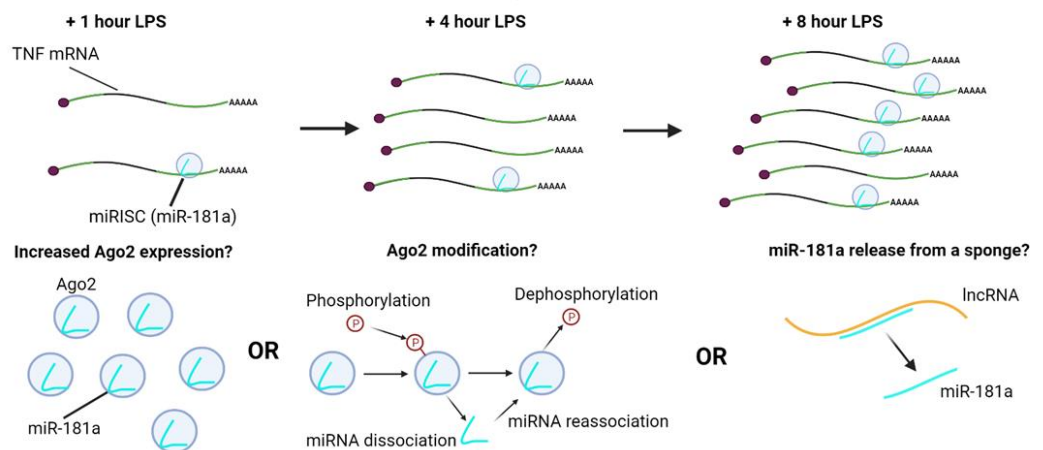 + 1 hour LPS
+ 4 hour LPS
+ 8 hour LPS
TNF mRNA
AAAAA
AAAAA
miRISC (miR-181a)
AAAAA
AAAAA
AAAAA
AAAAA
AAAAA
AAAAA
AAAAA
AAAAA
AAAAA
AAAAA
Increased Ago2 expression?
Ago2
miR-181a
OR
Ago2 modification?
Phosphorylation
Dephosphorylation
P
P
P
miRNA dissociation
miRNA reassociation
OR
miR-181a release from a sponge?
lncRNA
miR-181a